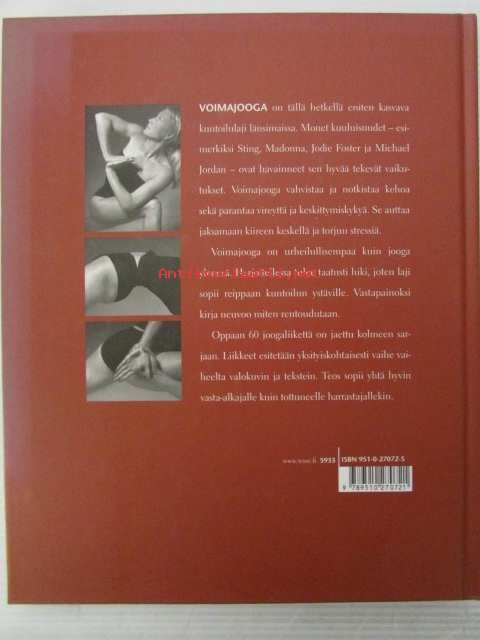 VOIMAJOOGA on tällä hetkellä eniten kasvava
kuntoilulaji länsimaissa. Monet kuuluisuudet – esi-
merkiksi Sting, Madonna, Jodie Foster ja Michael
Jordan – ovat havainneet sen hyvää tekevät vaiku-
tukset. Voimajooga vahvistaa ja notkistaa kehoa
sekä parantaa vireyttä ja keskittymiskykyä. Se auttaa
jaksamaan kiireen keskellä ja torjuu stressiä.
Voimajooga on urheilullisempaa kuin jooga
yleensä. Harjoitellessa tulee taatusti hiki, joten laji
sopii reippaan kuntoilun ystäville. Vastapainoksi
kirja neuvoo miten rentoudutaan.
Oppaan 60 joogaliikettä on jaettu kolmeen sar-
jaan. Liikkeet esitetään yksityiskohtaisesti vaihe vai-
heelta valokuvin ja tekstein. Teos sopii yhtä hyvin
vasta-alkajalle kuin tottuneelle harrastajallekin.
www.wsoy.fi 59.33 ISBN 951-0-27072-5
9 789510 270721